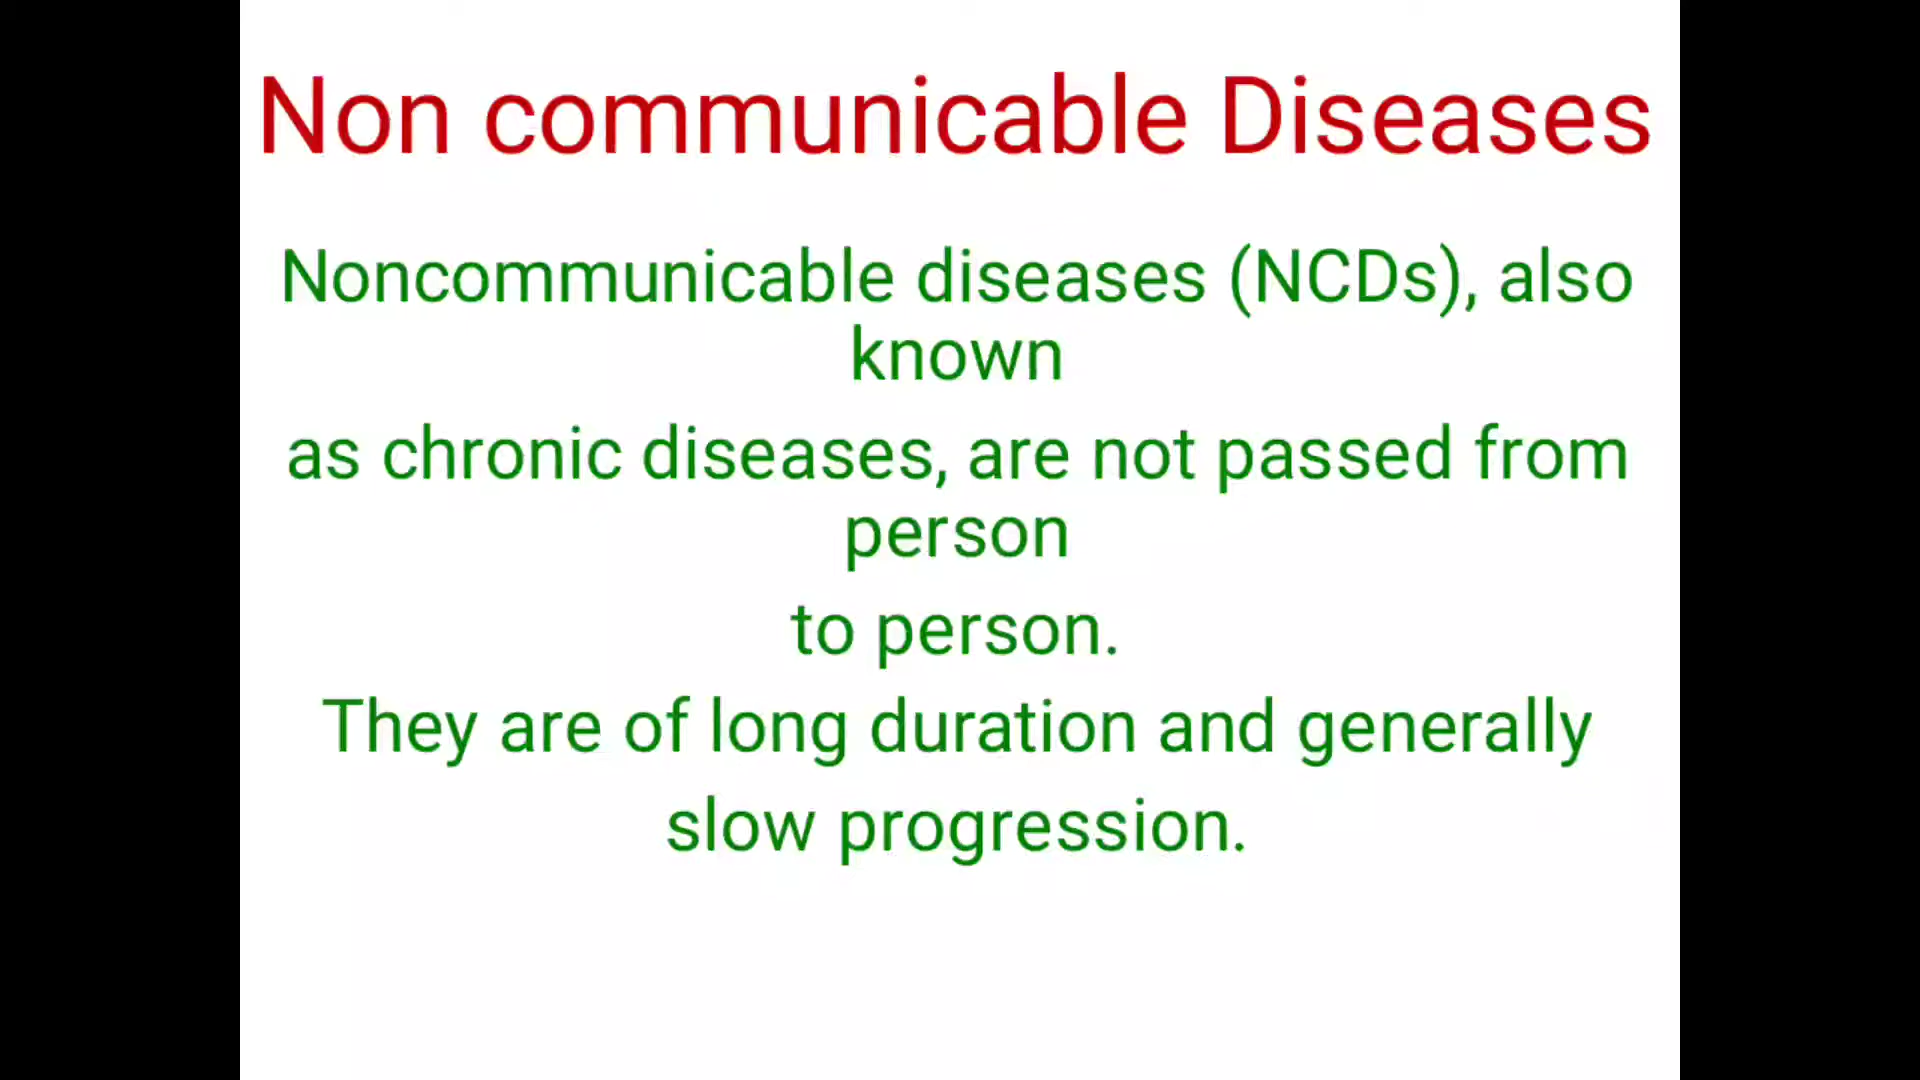 Non communicable Diseases
Noncommunicable diseases (NCDs), also
known
as chronic diseases, are not passed from
person
to person.
They are of long duration and generally
slow progression.